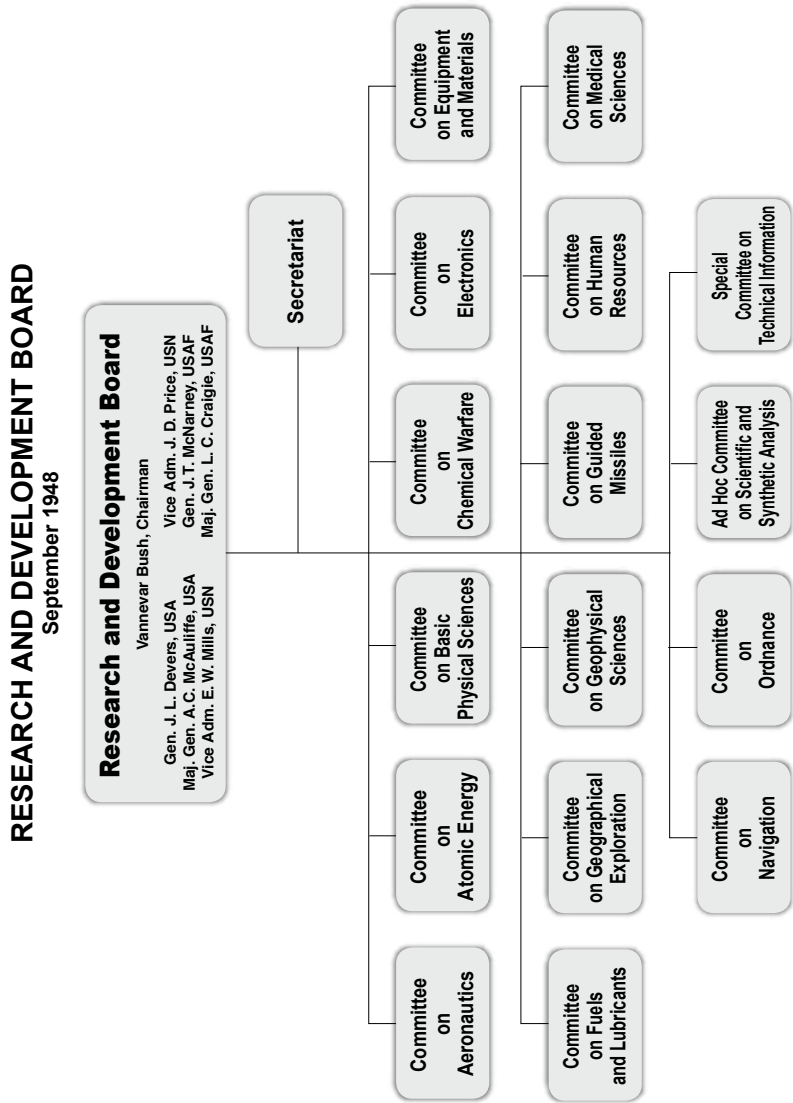 RESEARCH AND DEVELOPMENT BOARD
September 1948
Research and Development Board
Vannevar Bush, Chairman
Gen. J. L. Devers, USA
Maj. Gen. A.C. McAuliffe, USA
Vice Adm. E. W. Mills, USN
Vice Adm. J. D. Price, USN
Gen. J.T. McNarney, USAF
Maj. Gen. L. C. Craigie, USAF
Secretariat
Committee
on
Aeronautics
Committee
on
Atomic Energy
Committee
on Basic
Physical Sciences
Committee
on
Chemical Warfare
Committee
on
Electronics
Committee
on Equipment
and Materials
Committee
on Fuels
and Lubricants
Committee
on Geographical
Exploration
Committee
on Geophysical
Sciences
Committee
on Guided
Missiles
Committee
on Human
Resources
Committee
on Medical
Sciences
Committee
on
Navigation
Committee
on
Ordnance
Ad Hoc Committee
on Scientific and
Synthetic Analysis
Special
Committee on
Technical Information